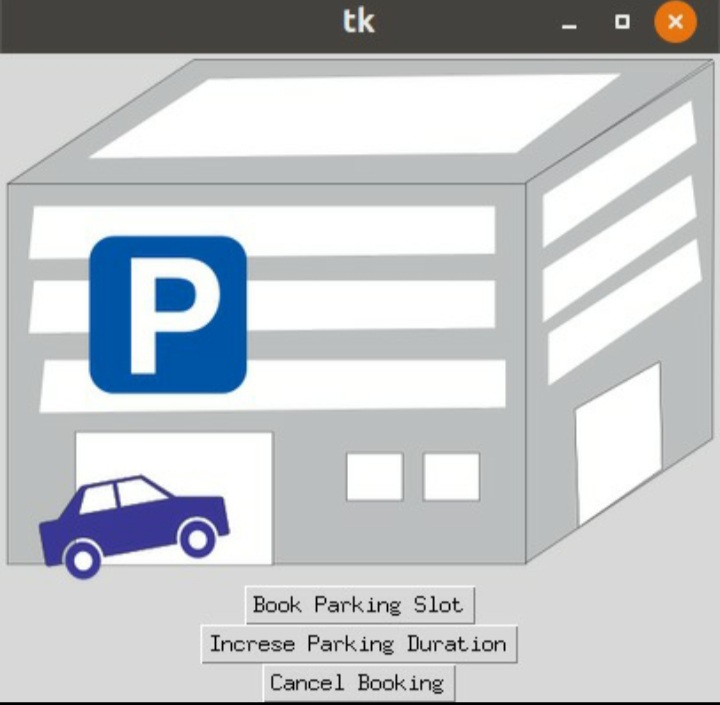 tk
P
Book Parking Slot
Increse Parking Duration
Cancel Booking